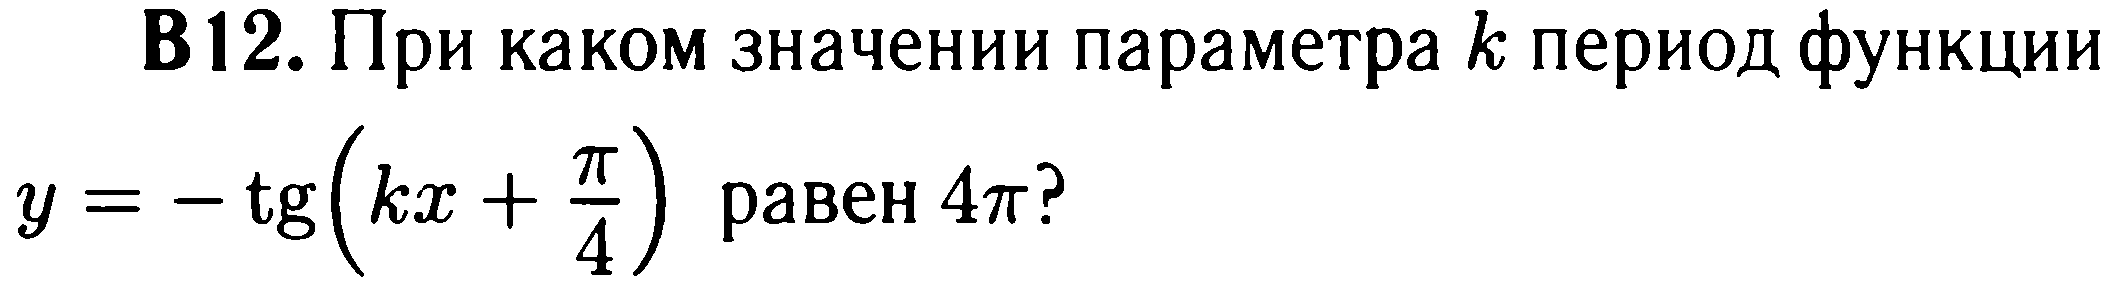 В12. При каком значении параметра k период функции
y = − tg(kx + π/4) равен 4π?